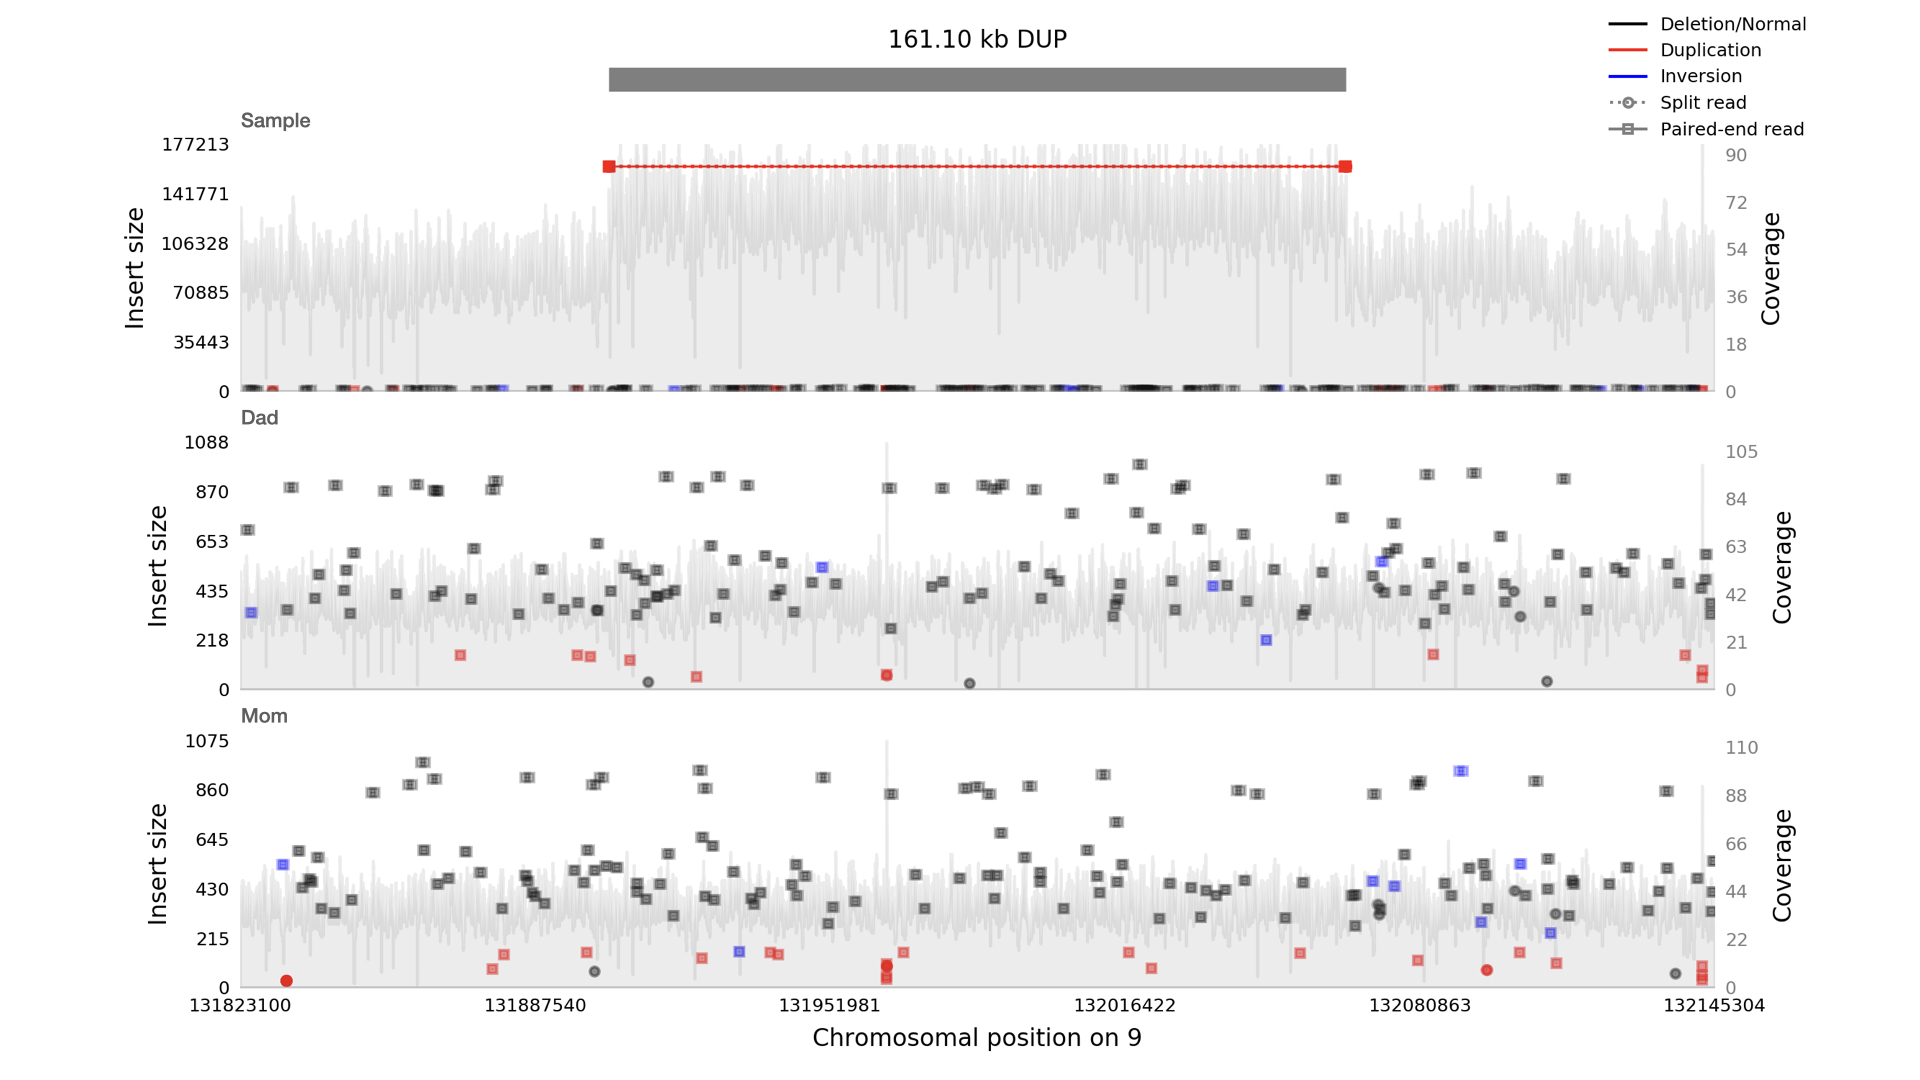 161.10 kb DUP
Deletion/Normal
Duplication
Inversion
Split read
Paired-end read
Sample
177213
141771
106328
70885
35443
0
Insert size
90
72
54
36
18
0
Coverage
Dad
1088
870
653
435
218
0
Insert size
105
84
63
42
21
0
Coverage
Mom
1075
860
645
430
215
0
Insert size
110
88
66
44
22
0
Coverage
131823100 131887540 131951981 132016422 132080863 132145304
Chromosomal position on 9